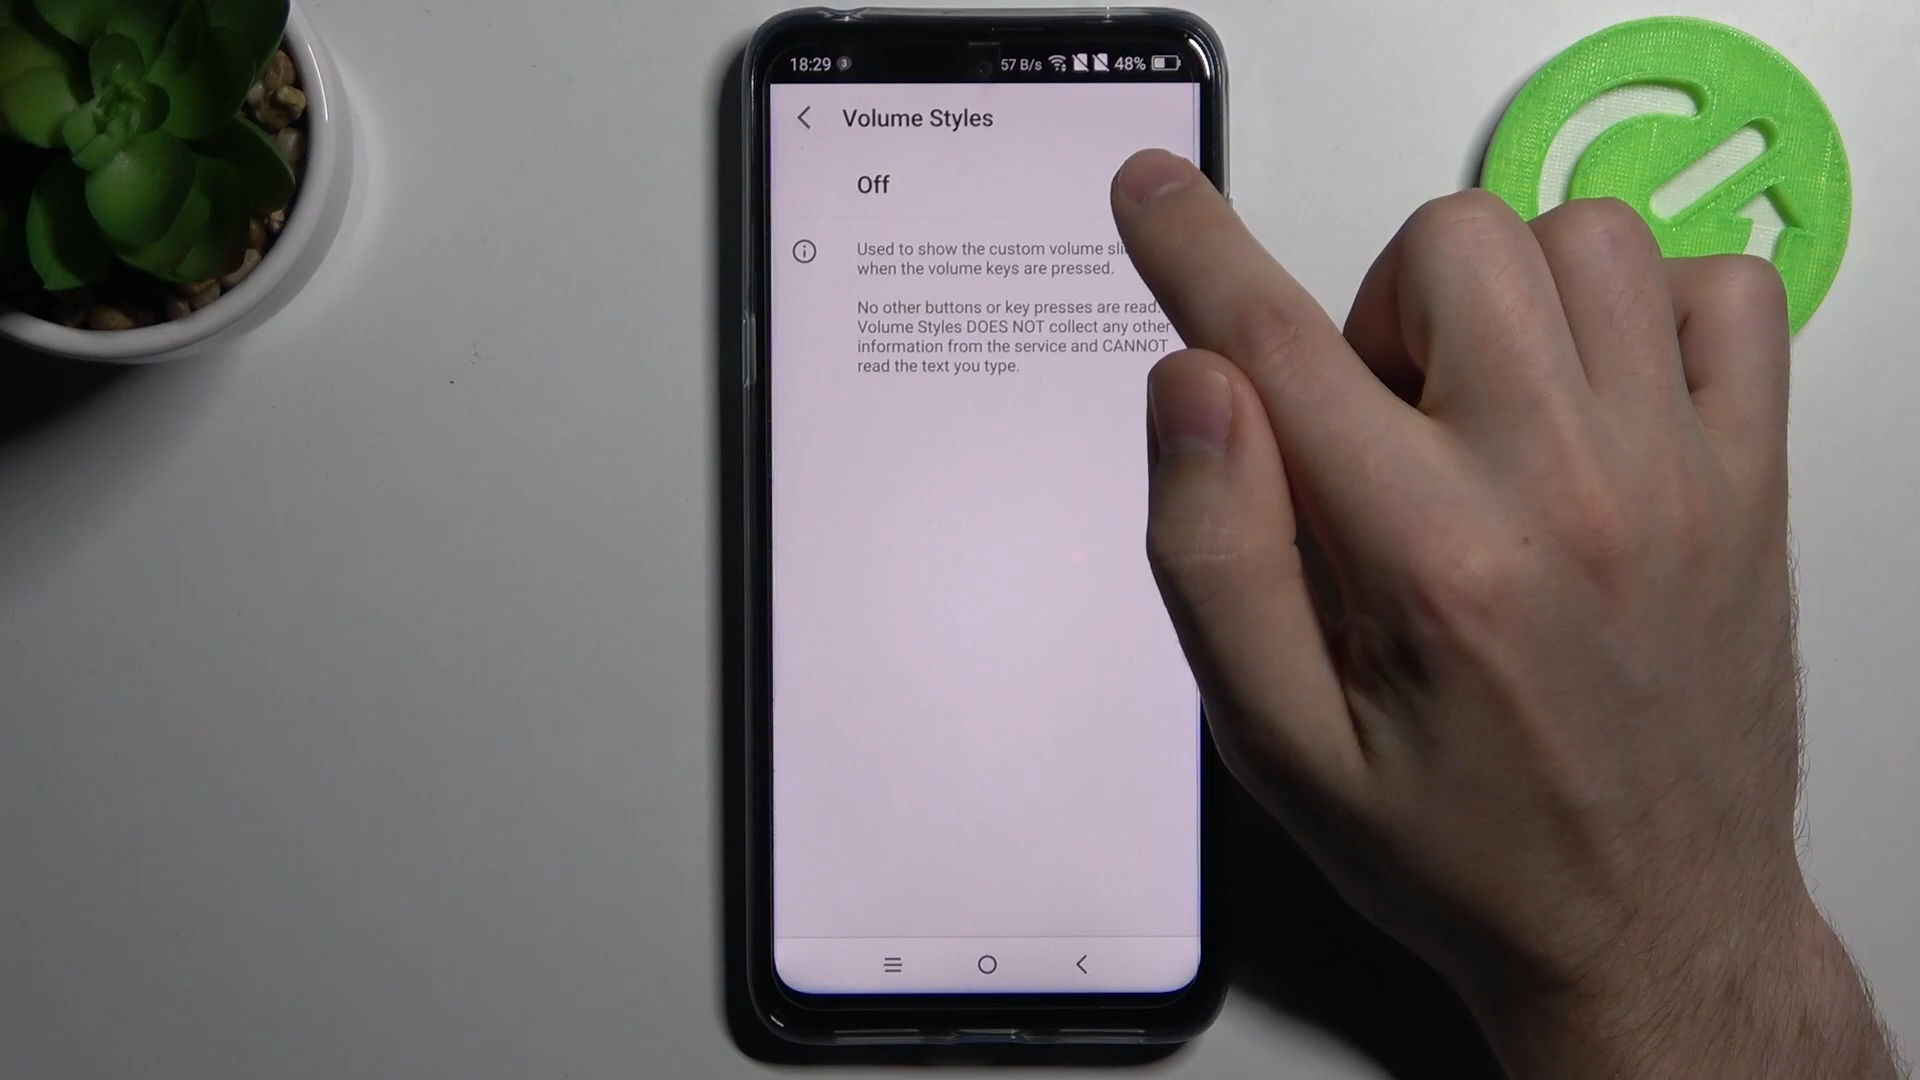 18:29 3 57 B/s 48%
Volume Styles
Off
Used to show the custom volume
when the volume keys are pressed.
No other buttons or key presses are read.
Volume Styles DOES NOT collect any other
information from the service and CANNOT
read the text you type.